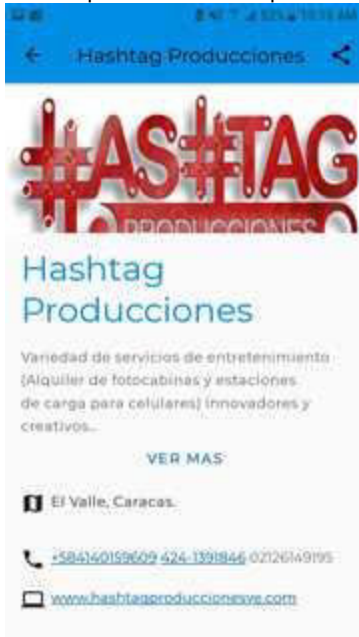 Hashtag Producciones
#ASHTAG
PRODUCCIONES
Hashtag
Producciones
Variedad de servicios de entretenimiento
(Alquiler de fotocabinas y estaciones
de carga para celulares) innovadores y
creativos...
VER MAS
El Valle, Caracas.
+584140159609 424-1391846 02126149195
www.hashtagproduccionesve.com